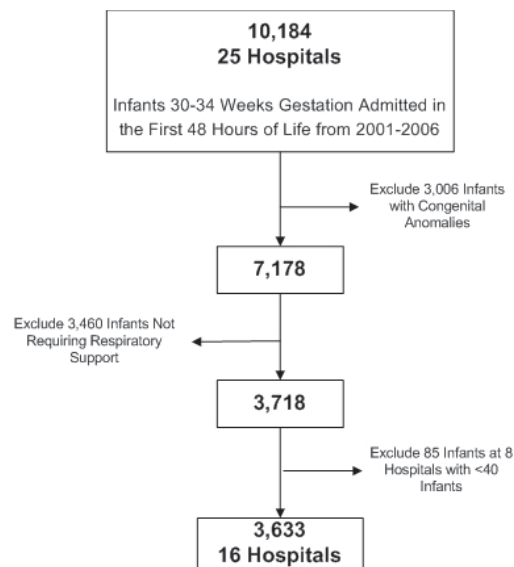 10,184
25 Hospitals
Infants 30-34 Weeks Gestation Admitted in
the First 48 Hours of Life from 2001-2006
Exclude 3,006 Infants
with Congenital
Anomalies
7,178
Exclude 3,460 Infants Not
Requiring Respiratory
Support
3,718
Exclude 85 Infants at 8
Hospitals with <40
Infants
3,633
16 Hospitals